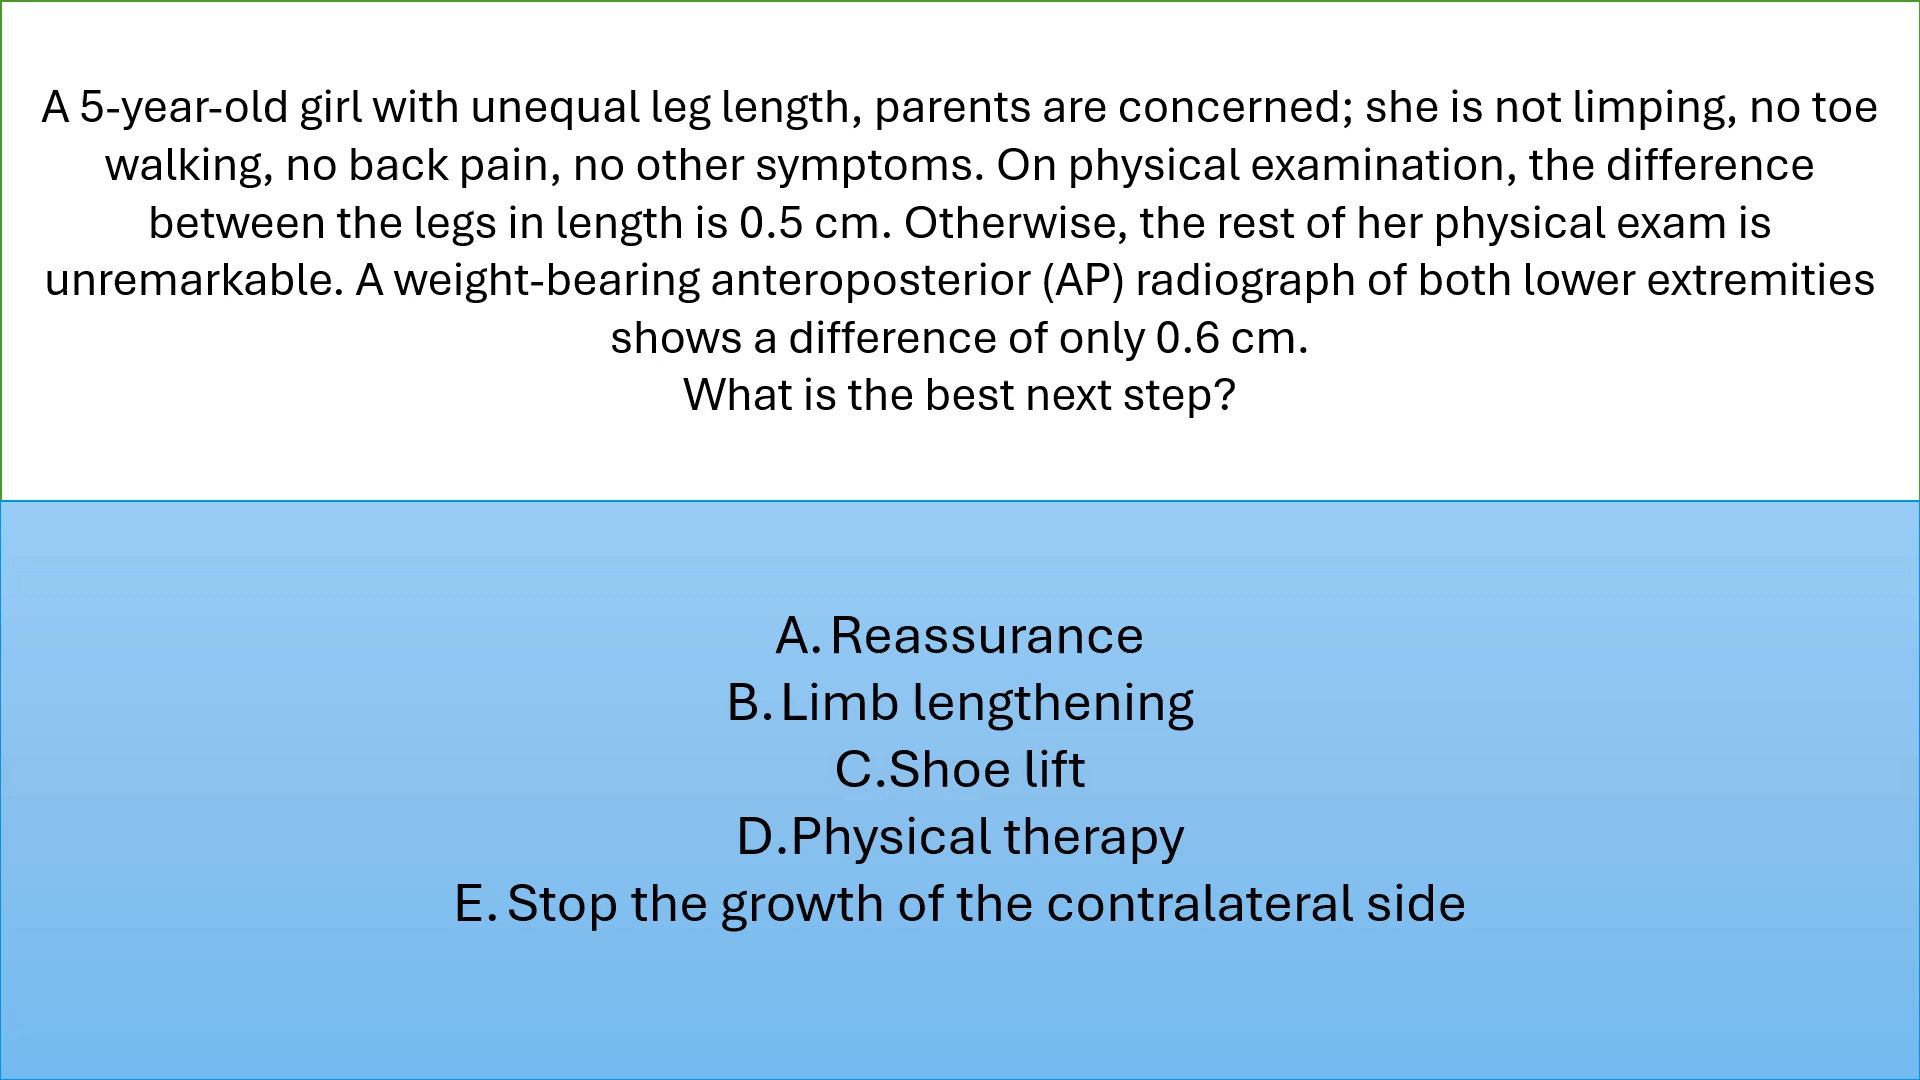 A 5-year-old girl with unequal leg length, parents are concerned; she is not limping, no toe
walking, no back pain, no other symptoms. On physical examination, the difference
between the legs in length is 0.5 cm. Otherwise, the rest of her physical exam is
unremarkable. A weight-bearing anteroposterior (AP) radiograph of both lower extremities
shows a difference of only 0.6 cm.
What is the best next step?
A. Reassurance
B. Limb lengthening
C.Shoe lift
D.Physical therapy
E. Stop the growth of the contralateral side